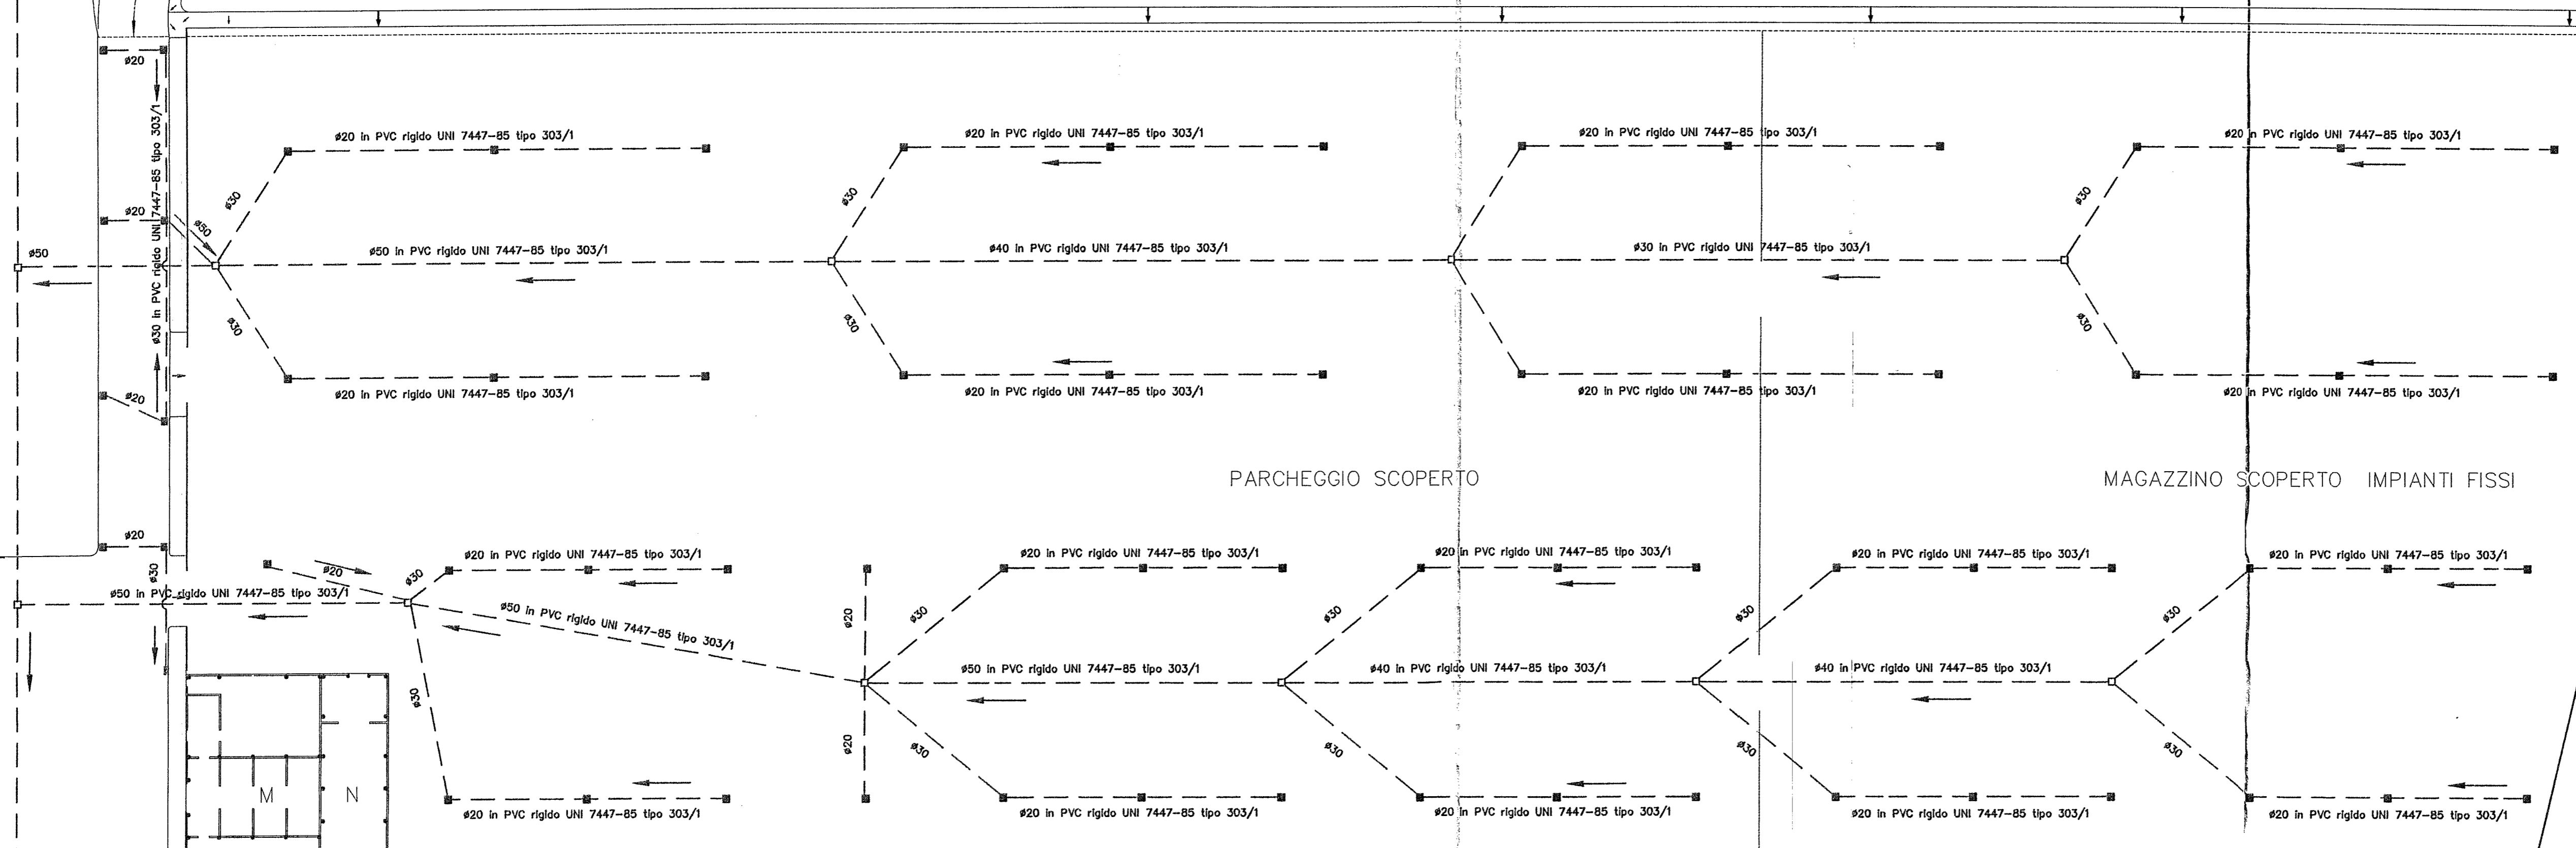 ø20
ø20 in PVC rigido UNI 7447-85 tipo 303/1
ø20 in PVC rigido UNI 7447-85 tipo 303/1
ø20 in PVC rigido UNI 7447-85 tipo 303/1
ø20 in PVC rigido UNI 7447-85 tipo 303/1
ø30 in PVC rigido UNI 7447-85 tipo 303/1
ø20
ø30
ø30
ø30
ø50
ø50
ø50 in PVC rigido UNI 7447-85 tipo 303/1
ø40 in PVC rigido UNI 7447-85 tipo 303/1
ø30 in PVC rigido UNI 7447-85 tipo 303/1
ø30
ø30
ø30
ø20
ø20 in PVC rigido UNI 7447-85 tipo 303/1
ø20 in PVC rigido UNI 7447-85 tipo 303/1
ø20 in PVC rigido UNI 7447-85 tipo 303/1
ø20 in PVC rigido UNI 7447-85 tipo 303/1
PARCHEGGIO SCOPERTO
MAGAZZINO SCOPERTO IMPIANTI FISSI
ø20
ø20 in PVC rigido UNI 7447-85 tipo 303/1
ø20 in PVC rigido UNI 7447-85 tipo 303/1
ø20 in PVC rigido UNI 7447-85 tipo 303/1
ø20 in PVC rigido UNI 7447-85 tipo 303/1
ø20 in PVC rigido UNI 7447-85 tipo 303/1
ø30
ø20
ø30
ø50 in PVC rigido UNI 7447-85 tipo 303/1
ø50 in PVC rigido UNI 7447-85 tipo 303/1
ø20
ø30
ø30
ø30
ø30
ø50 in PVC rigido UNI 7447-85 tipo 303/1
ø40 in PVC rigido UNI 7447-85 tipo 303/1
ø40 in PVC rigido UNI 7447-85 tipo 303/1
ø30
ø20
ø30
ø30
ø30
ø30
M
N
ø20 in PVC rigido UNI 7447-85 tipo 303/1
ø20 in PVC rigido UNI 7447-85 tipo 303/1
ø20 in PVC rigido UNI 7447-85 tipo 303/1
ø20 in PVC rigido UNI 7447-85 tipo 303/1
ø20 in PVC rigido UNI 7447-85 tipo 303/1